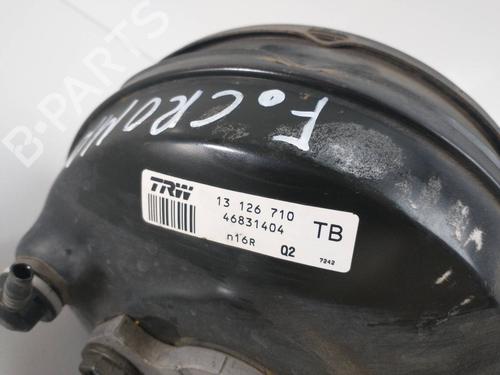 B-PARTS
F. CROMA
TRW
13 126 710
46831404
n16R
Q2
TB
7242